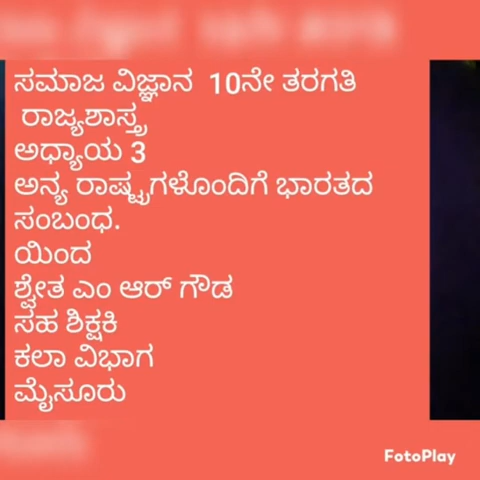 ಸಮಾಜ ವಿಜ್ಞಾನ 10ನೇ ತರಗತಿ
ರಾಜ್ಯಶಾಸ್ತ್ರ
ಅಧ್ಯಾಯ 3
ಅನ್ಯ ರಾಷ್ಟ್ರಗಳೊಂದಿಗೆ ಭಾರತದ
ಸಂಬಂಧ.
ಯಿಂದ
ಶ್ವೇತ ಎಂ ಆರ್ ಗೌಡ
ಸಹ ಶಿಕ್ಷಕಿ
ಕಲಾ ವಿಭಾಗ
ಮೈಸೂರು
FotoPlay